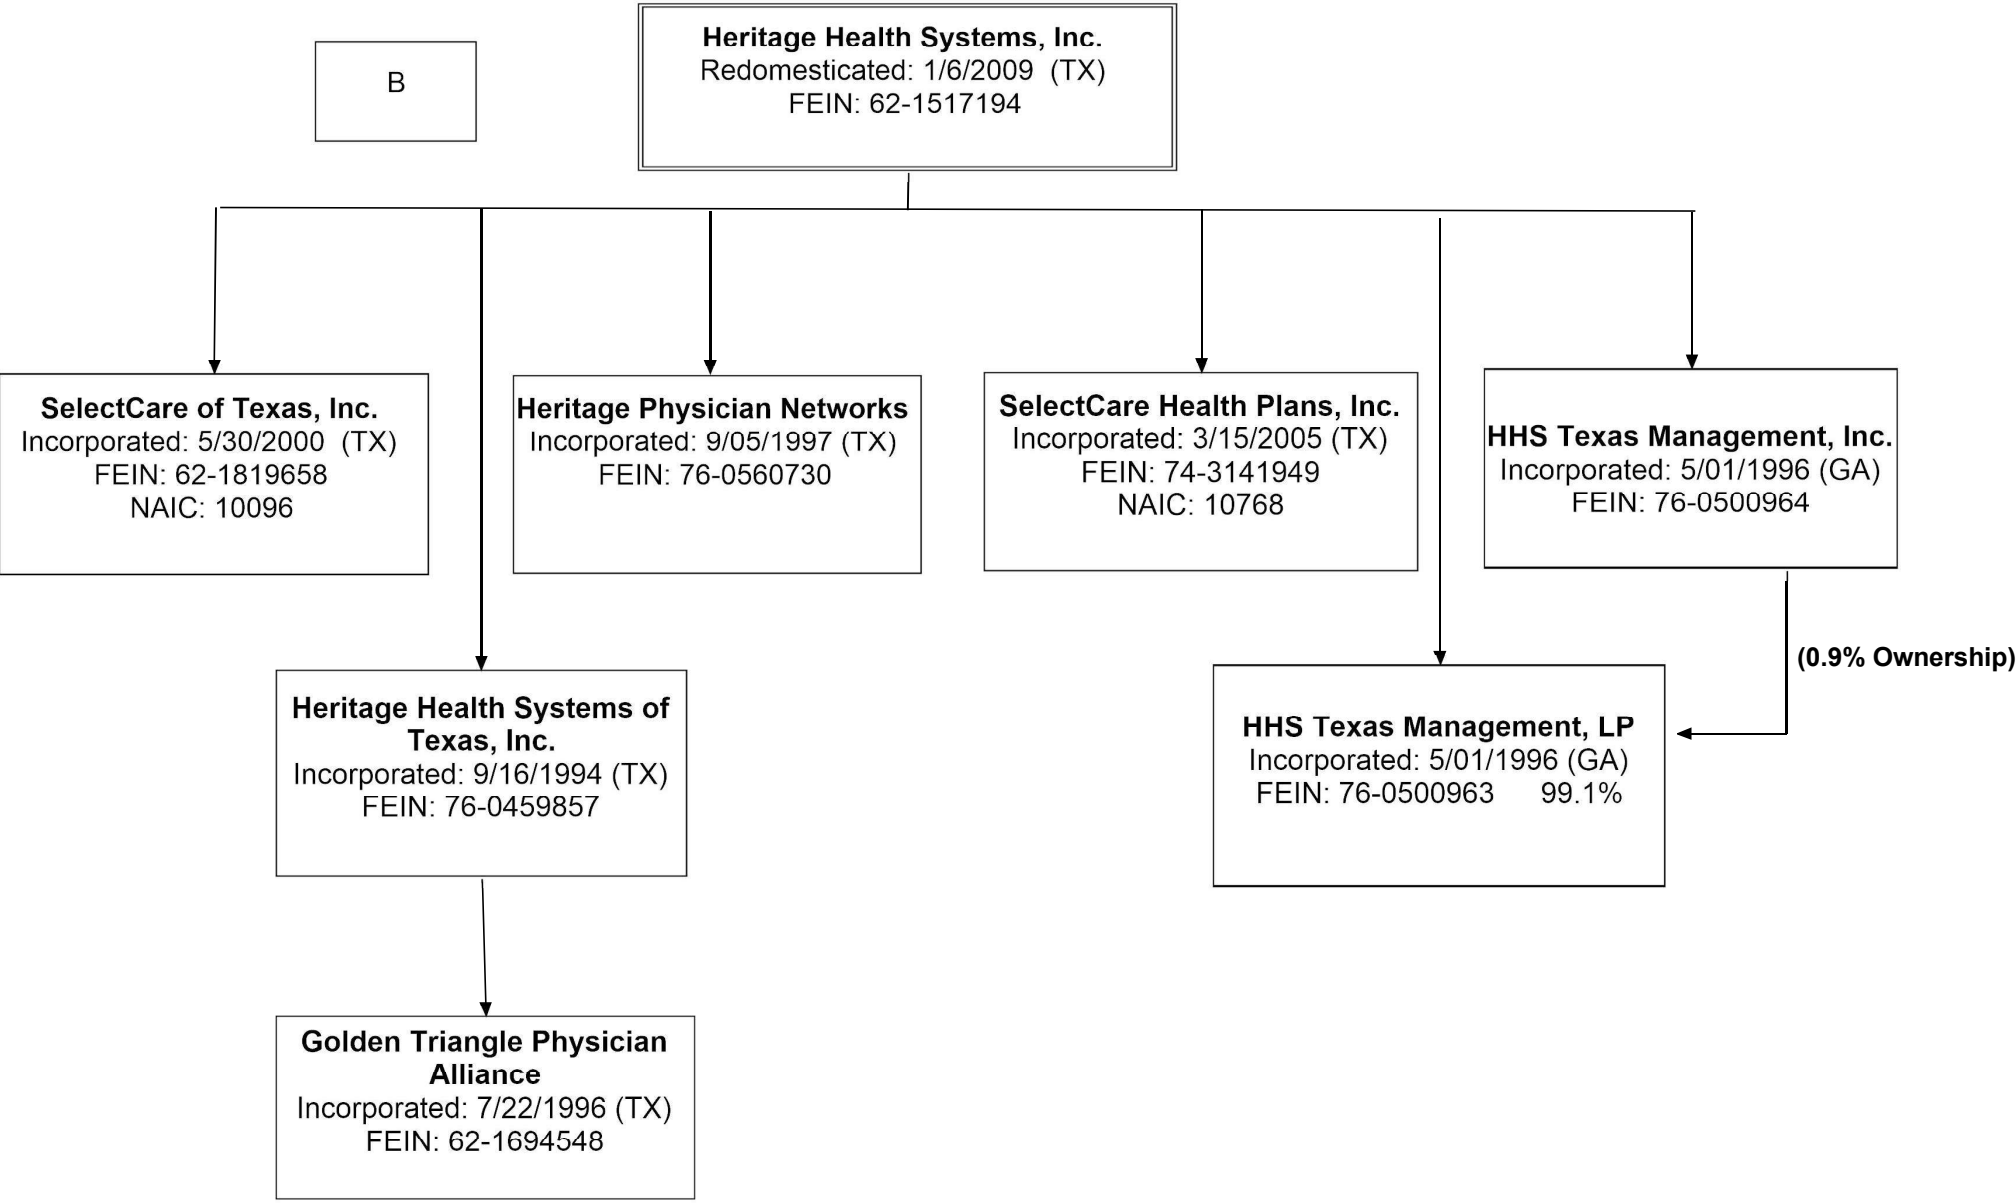 B
Heritage Health Systems, Inc.
Redomesticated: 1/6/2009 (TX)
FEIN: 62-1517194
SelectCare of Texas, Inc.
Incorporated: 5/30/2000 (TX)
FEIN: 62-1819658
NAIC: 10096
Heritage Physician Networks
Incorporated: 9/05/1997 (TX)
FEIN: 76-0560730
SelectCare Health Plans, Inc.
Incorporated: 3/15/2005 (TX)
FEIN: 74-3141949
NAIC: 10768
HHS Texas Management, Inc.
Incorporated: 5/01/1996 (GA)
FEIN: 76-0500964
(0.9% Ownership)
Heritage Health Systems of
Texas, Inc.
Incorporated: 9/16/1994 (TX)
FEIN: 76-0459857
HHS Texas Management, LP
Incorporated: 5/01/1996 (GA)
FEIN: 76-0500963 99.1%
Golden Triangle Physician
Alliance
Incorporated: 7/22/1996 (TX)
FEIN: 62-1694548